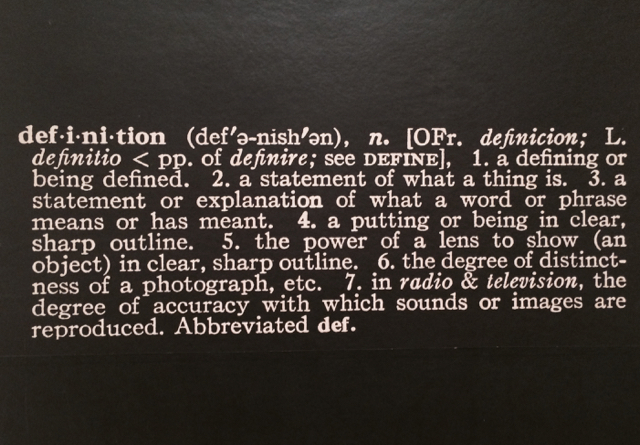 def·i·ni·tion (def′ə-nish′ən), n. [OFr. definicion; L.
definitio < pp. of definire; see DEFINE], 1. a defining or
being defined. 2. a statement of what a thing is. 3. a
statement or explanation of what a word or phrase
means or has meant. 4. a putting or being in clear,
sharp outline. 5. the power of a lens to show (an
object) in clear, sharp outline. 6. the degree of distinct-
ness of a photograph, etc. 7. in radio & television, the
degree of accuracy with which sounds or images are
reproduced. Abbreviated def.